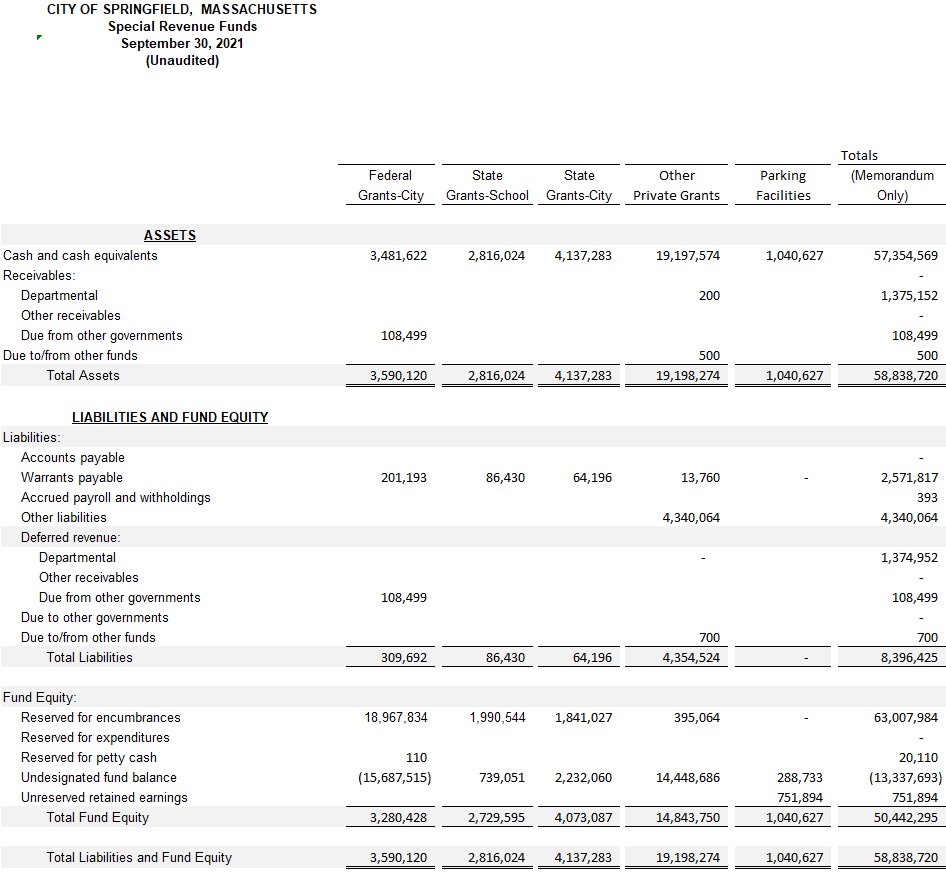 CITY OF SPRINGFIELD, MASSACHUSETTS
Special Revenue Funds
September 30, 2021
(Unaudited)
Totals
Federal State State Other Parking (Memorandum
Grants-City Grants-School Grants-City Private Grants Facilities Only)
ASSETS
Cash and cash equivalents 3,481,622 2,816,024 4,137,283 19,197,574 1,040,627 57,354,569
Receivables: -
Departmental 200 1,375,152
Other receivables -
Due from other governments 108,499 108,499
Due to/from other funds 500 500
Total Assets 3,590,120 2,816,024 4,137,283 19,198,274 1,040,627 58,838,720
LIABILITIES AND FUND EQUITY
Liabilities:
Accounts payable -
Warrants payable 201,193 86,430 64,196 13,760 - 2,571,817
Accrued payroll and withholdings 393
Other liabilities 4,340,064 4,340,064
Deferred revenue:
Departmental - 1,374,952
Other receivables -
Due from other governments 108,499 108,499
Due to other governments -
Due to/from other funds 700 700
Total Liabilities 309,692 86,430 64,196 4,354,524 - 8,396,425
Fund Equity:
Reserved for encumbrances 18,967,834 1,990,544 1,841,027 395,064 - 63,007,984
Reserved for expenditures -
Reserved for petty cash 110 20,110
Undesignated fund balance (15,687,515) 739,051 2,232,060 14,448,686 288,733 (13,337,693)
Unreserved retained earnings 751,894 751,894
Total Fund Equity 3,280,428 2,729,595 4,073,087 14,843,750 1,040,627 50,442,295
Total Liabilities and Fund Equity 3,590,120 2,816,024 4,137,283 19,198,274 1,040,627 58,838,720